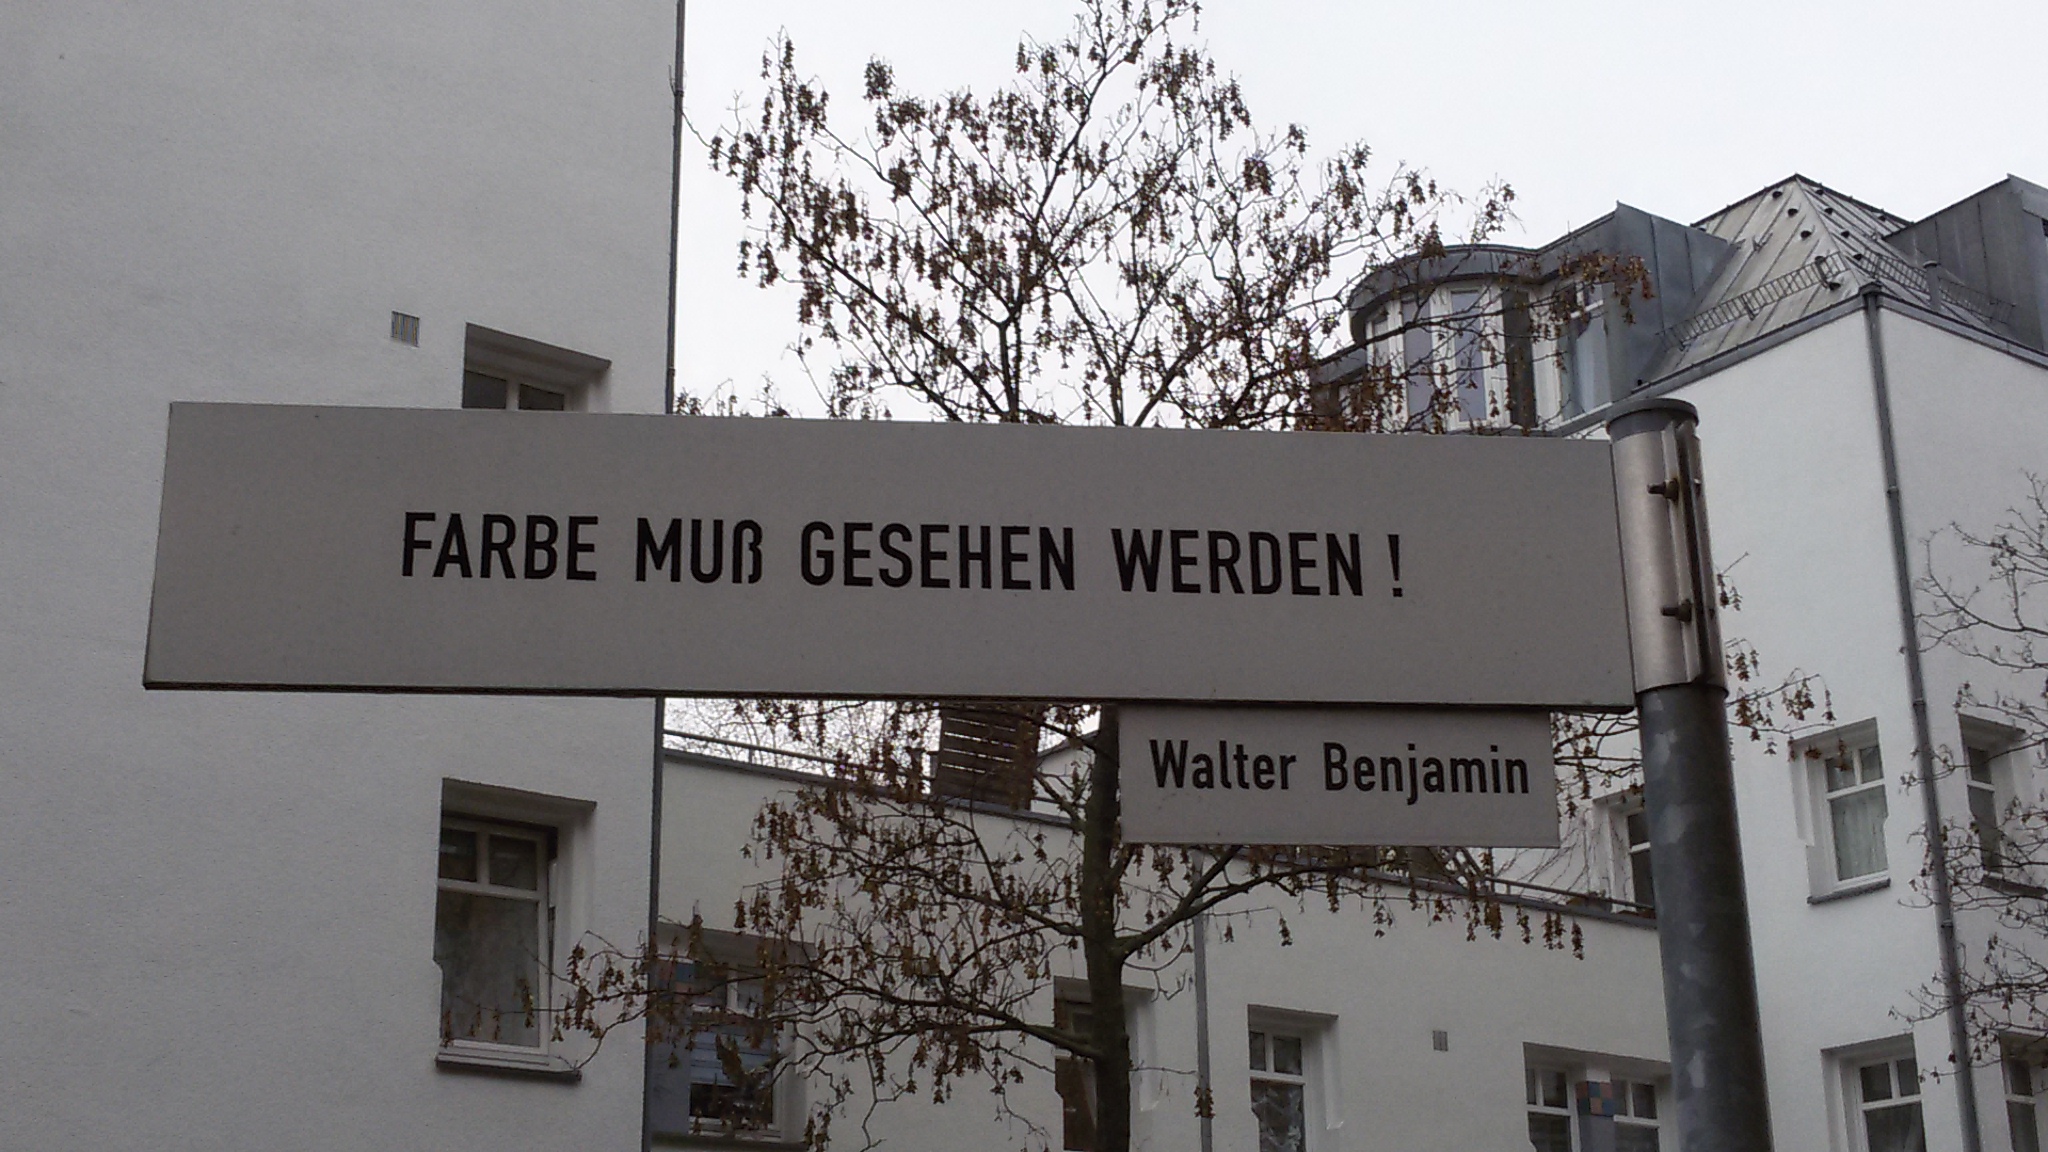 FARBE MUß GESEHEN WERDEN !
Walter Benjamin